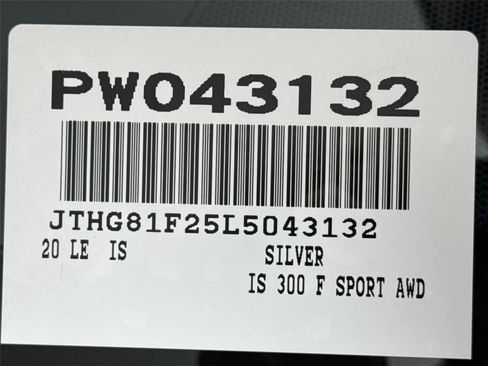 PW043132
JTHG81F25L5043132
20 LE IS SILVER
IS 300 F SPORT AWD